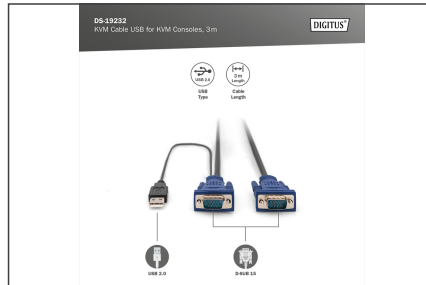 DS-19232
KVM Cable USB for KVM Consoles, 3 m
DIGITUS®
USB 2.0
USB
Type
3 m
Length
Cable
Length
USB 2.0
D-SUB 15